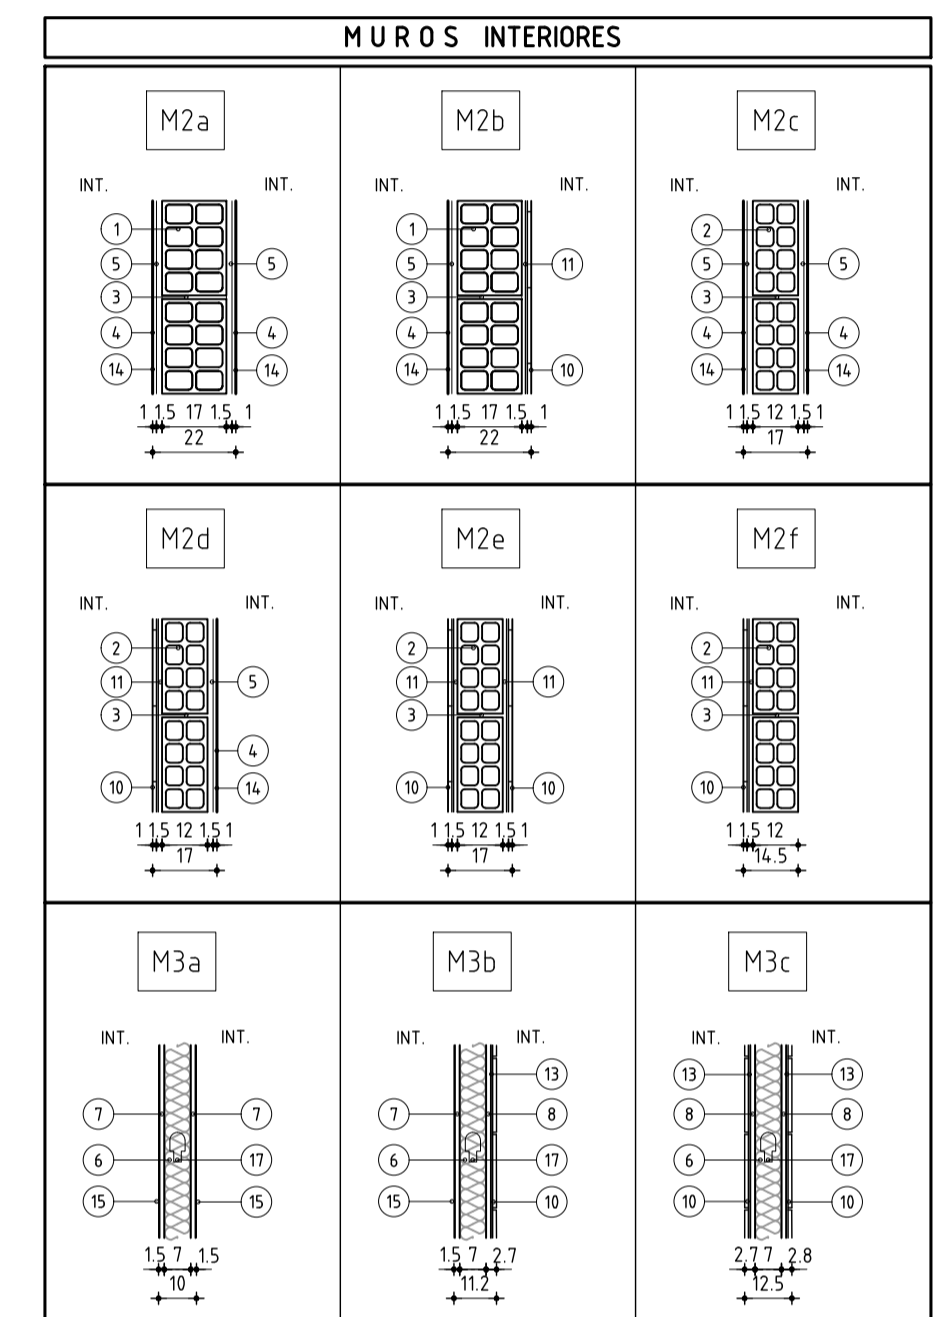 MUROS INTERIORES
M2a
INT. INT.
1
5 5
3
4 4
14 14
1 1.5 17 1.5 1
22
M2b
INT. INT.
1
5 11
3
4
14 10
1 1.5 17 1.5 1
22
M2c
INT. INT.
2
5 5
3
4 4
14 14
1 1.5 12 1.5 1
17
M2d
INT. INT.
2
11 5
3
4
10 14
1 1.5 12 1.5 1
17
M2e
INT. INT.
2
11 11
3
10 10
1 1.5 12 1.5 1
17
M2f
INT. INT.
2
11
3
10
1 1.5 12
14.5
M3a
INT. INT.
7 7
6 17
15 15
1.5 7 1.5
10
M3b
INT. INT.
13
7 8
6 17
15 10
1.5 7 2.7
11.2
M3c
INT. INT.
13 13
8 8
6 17
10 10
2.7 7 2.8
12.5